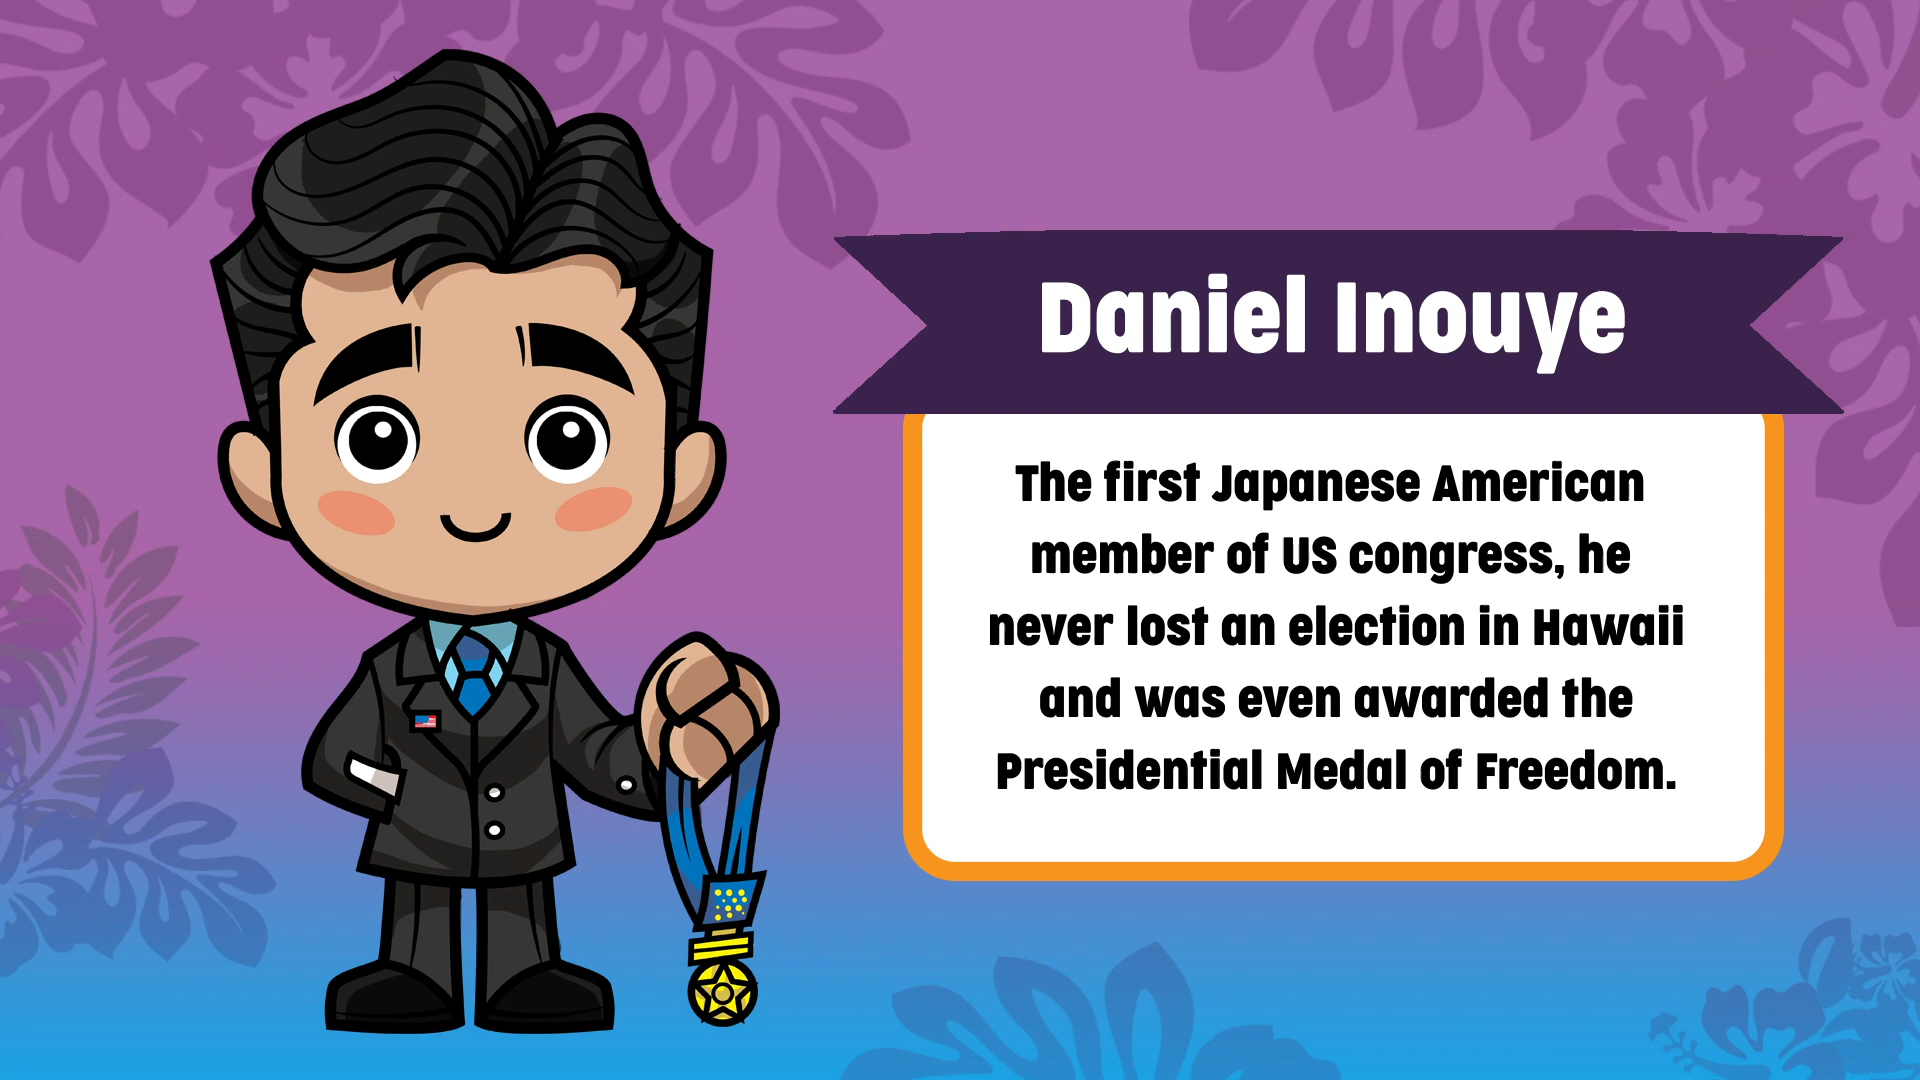 Daniel Inouye
The first Japanese American
member of US congress, he
never lost an election in Hawaii
and was even awarded the
Presidential Medal of Freedom.